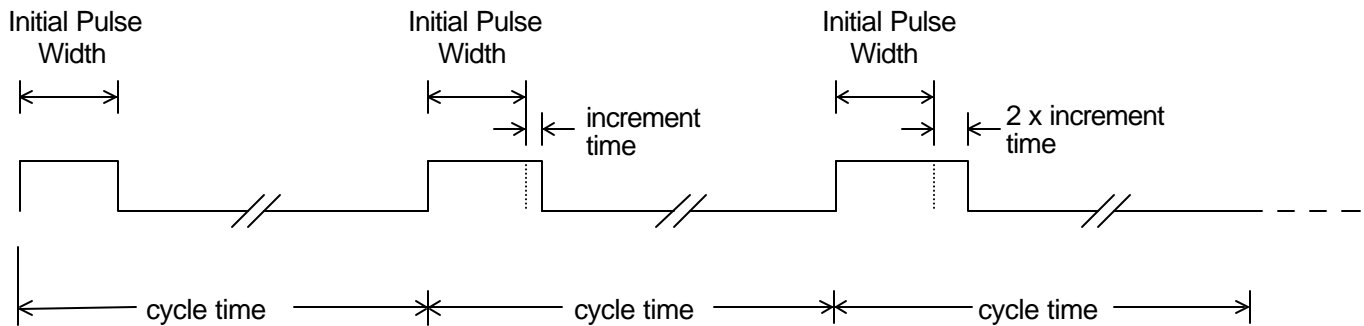 Initial Pulse
Width
Initial Pulse
Width
Initial Pulse
Width
increment
time
2 x increment
time
cycle time
cycle time
cycle time